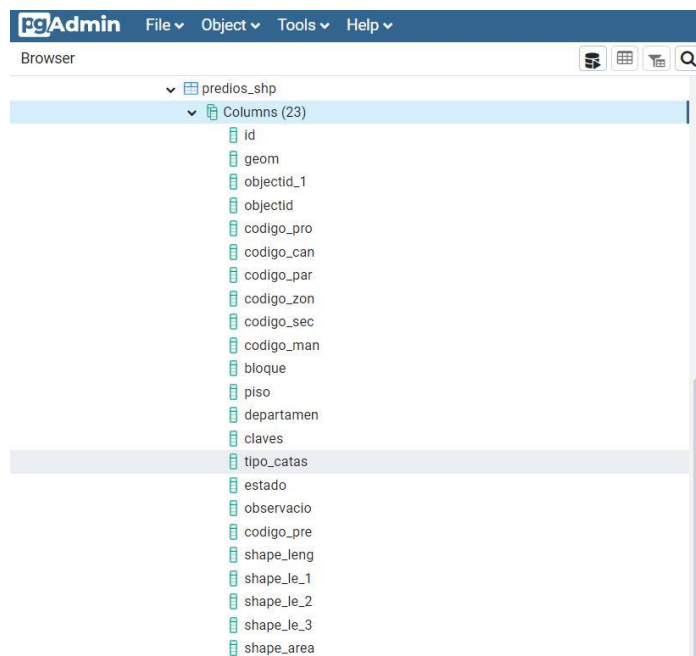 pgAdmin File Object Tools Help
Browser
predios_shp
Columns (23)
id
geom
objectid_1
objectid
codigo_pro
codigo_can
codigo_par
codigo_zon
codigo_sec
codigo_man
bloque
piso
departamen
claves
tipo_catas
estado
observacio
codigo_pre
shape_leng
shape_le_1
shape_le_2
shape_le_3
shape_area